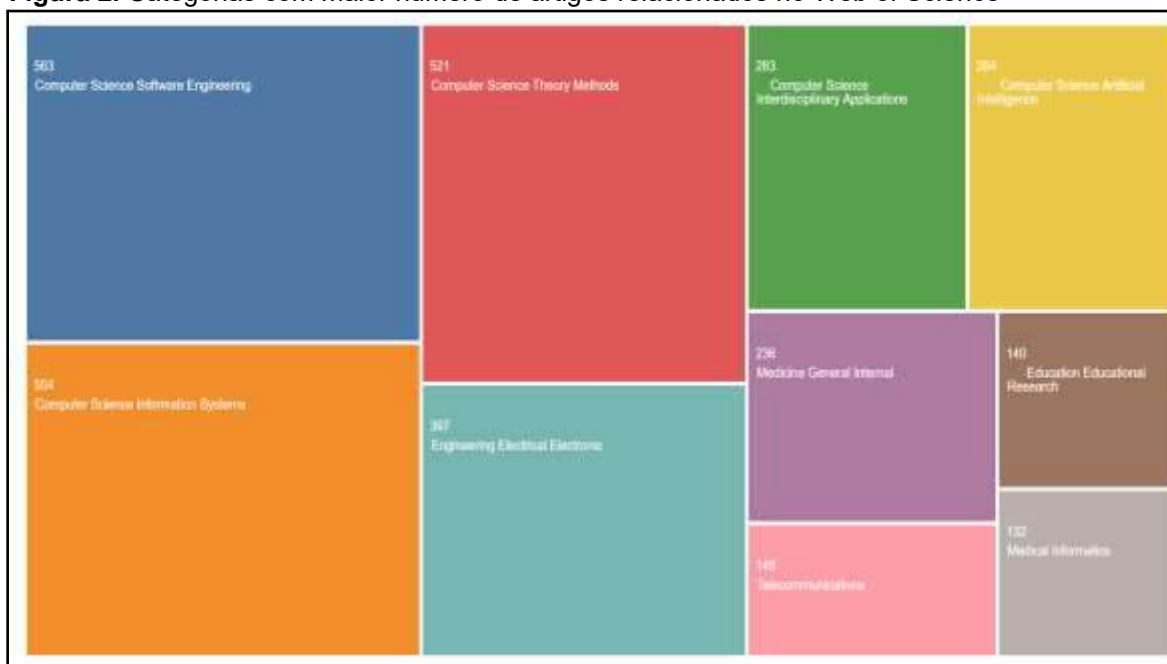 Figura 2. Categorias com maior número de artigos relacionados no Web of Science
563
Computer Science Software Engineering
521
Computer Science Theory Methods
283
Computer Science
Interdisciplinary Applications
Computer Science Artificial
Intelligence
Computer Science Information Systems
Engineering Electrical Electronic
236
Medicine General Internal
140
Education Educational
Research
Telecommunications
132
Medical Informatics